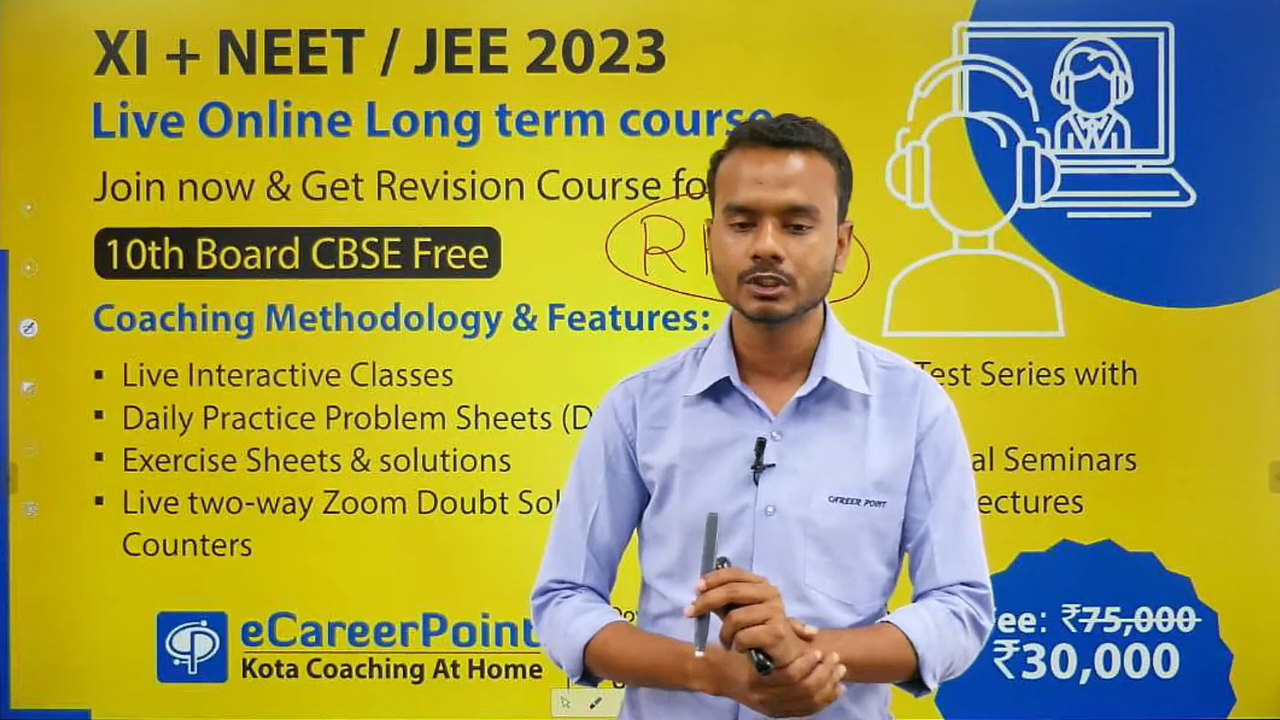 XI + NEET / JEE 2023
Live Online Long term course
Join now & Get Revision Course fo
10th Board CBSE Free
R
Coaching Methodology & Features:
▪ Live Interactive Classes
▪ Daily Practice Problem Sheets (D
▪ Exercise Sheets & solutions
▪ Live two-way Zoom Doubt Sol
Counters
Test Series with
al Seminars
ectures
CAREER POINT
eCareerPoint
Kota Coaching At Home
ee: ₹75,000
₹30,000